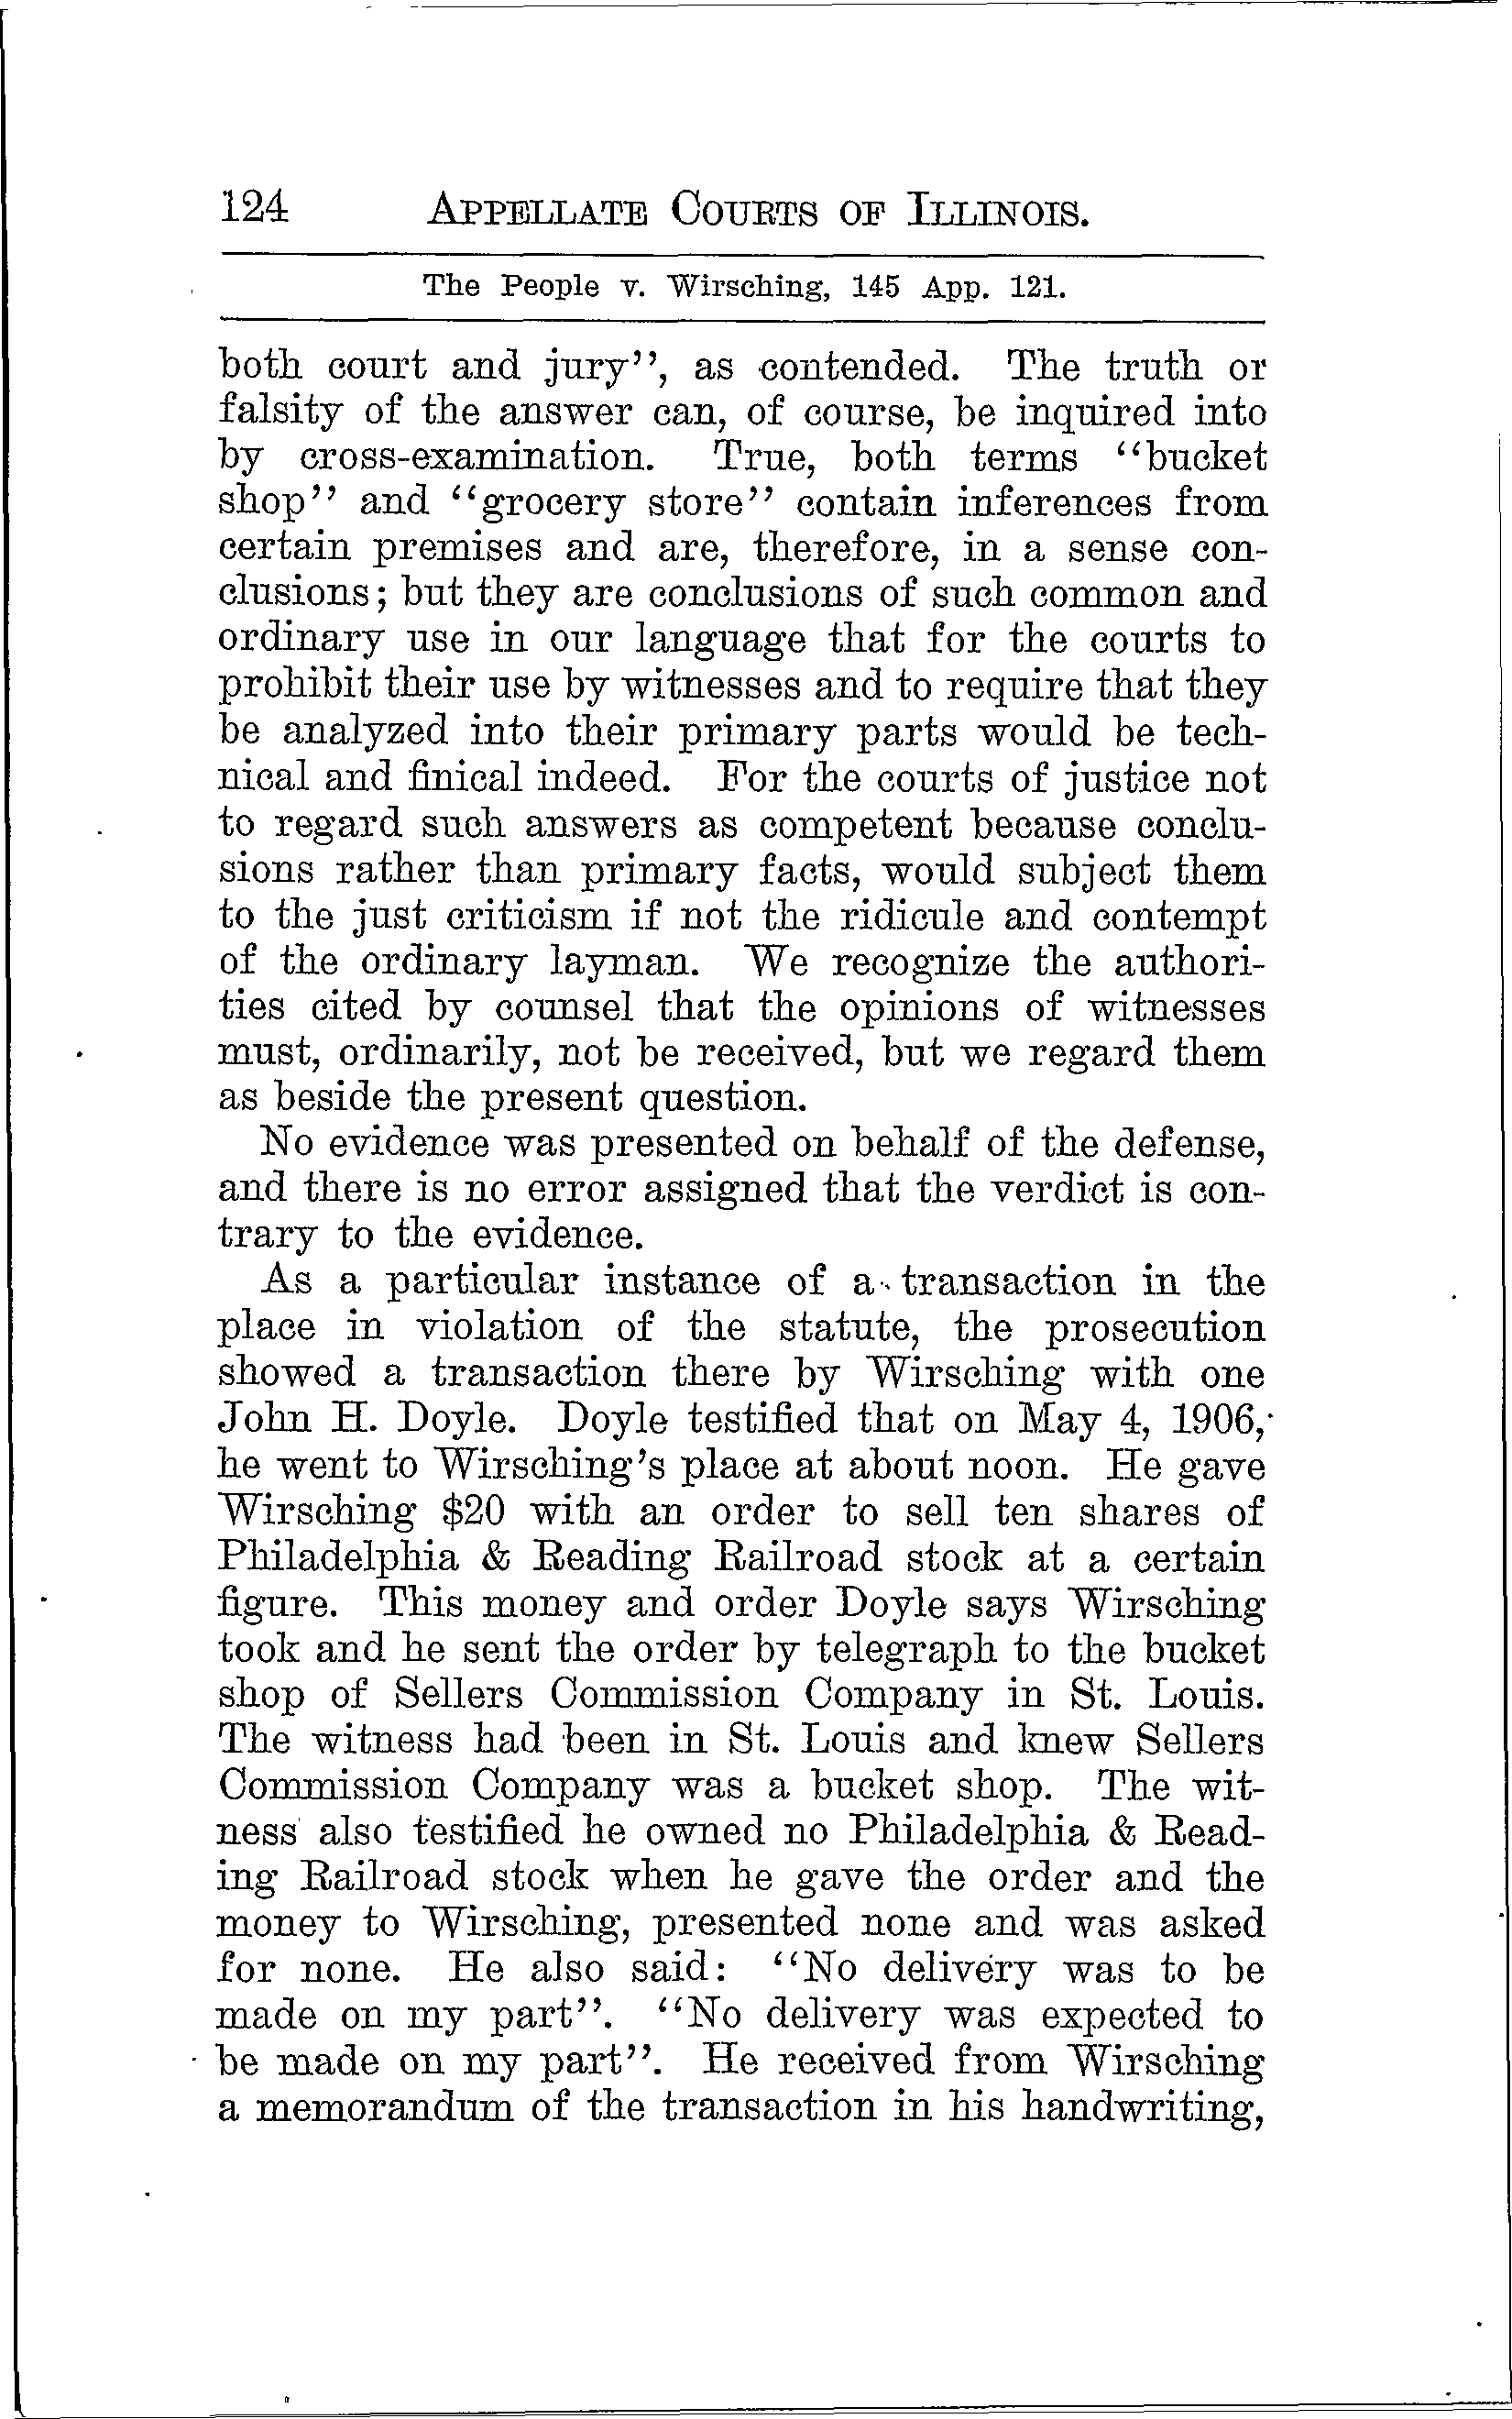 124 APPELLATE COURTS OF ILLINOIS.
The People v. Wirsching, 145 App. 121.
both court and jury", as contended. The truth or
falsity of the answer can, of course, be inquired into
by cross-examination. True, both terms "bucket
shop" and "grocery store" contain inferences from
certain premises and are, therefore, in a sense con-
clusions; but they are conclusions of such common and
ordinary use in our language that for the courts to
prohibit their use by witnesses and to require that they
be analyzed into their primary parts would be tech-
nical and finical indeed. For the courts of justice not
to regard such answers as competent because conclu-
sions rather than primary facts, would subject them
to the just criticism if not the ridicule and contempt
of the ordinary layman. We recognize the authori-
ties cited by counsel that the opinions of witnesses
must, ordinarily, not be received, but we regard them
as beside the present question.
No evidence was presented on behalf of the defense,
and there is no error assigned that the verdict is con-
trary to the evidence.
As a particular instance of a transaction in the
place in violation of the statute, the prosecution
showed a transaction there by Wirsching with one
John H. Doyle. Doyle testified that on May 4, 1906,
he went to Wirsching's place at about noon. He gave
Wirsching $20 with an order to sell ten shares of
Philadelphia & Reading Railroad stock at a certain
figure. This money and order Doyle says Wirsching
took and he sent the order by telegraph to the bucket
shop of Sellers Commission Company in St. Louis.
The witness had been in St. Louis and knew Sellers
Commission Company was a bucket shop. The wit-
ness also testified he owned no Philadelphia & Read-
ing Railroad stock when he gave the order and the
money to Wirsching, presented none and was asked
for none. He also said: "No delivery was to be
made on my part". "No delivery was expected to
be made on my part". He received from Wirsching
a memorandum of the transaction in his handwriting,